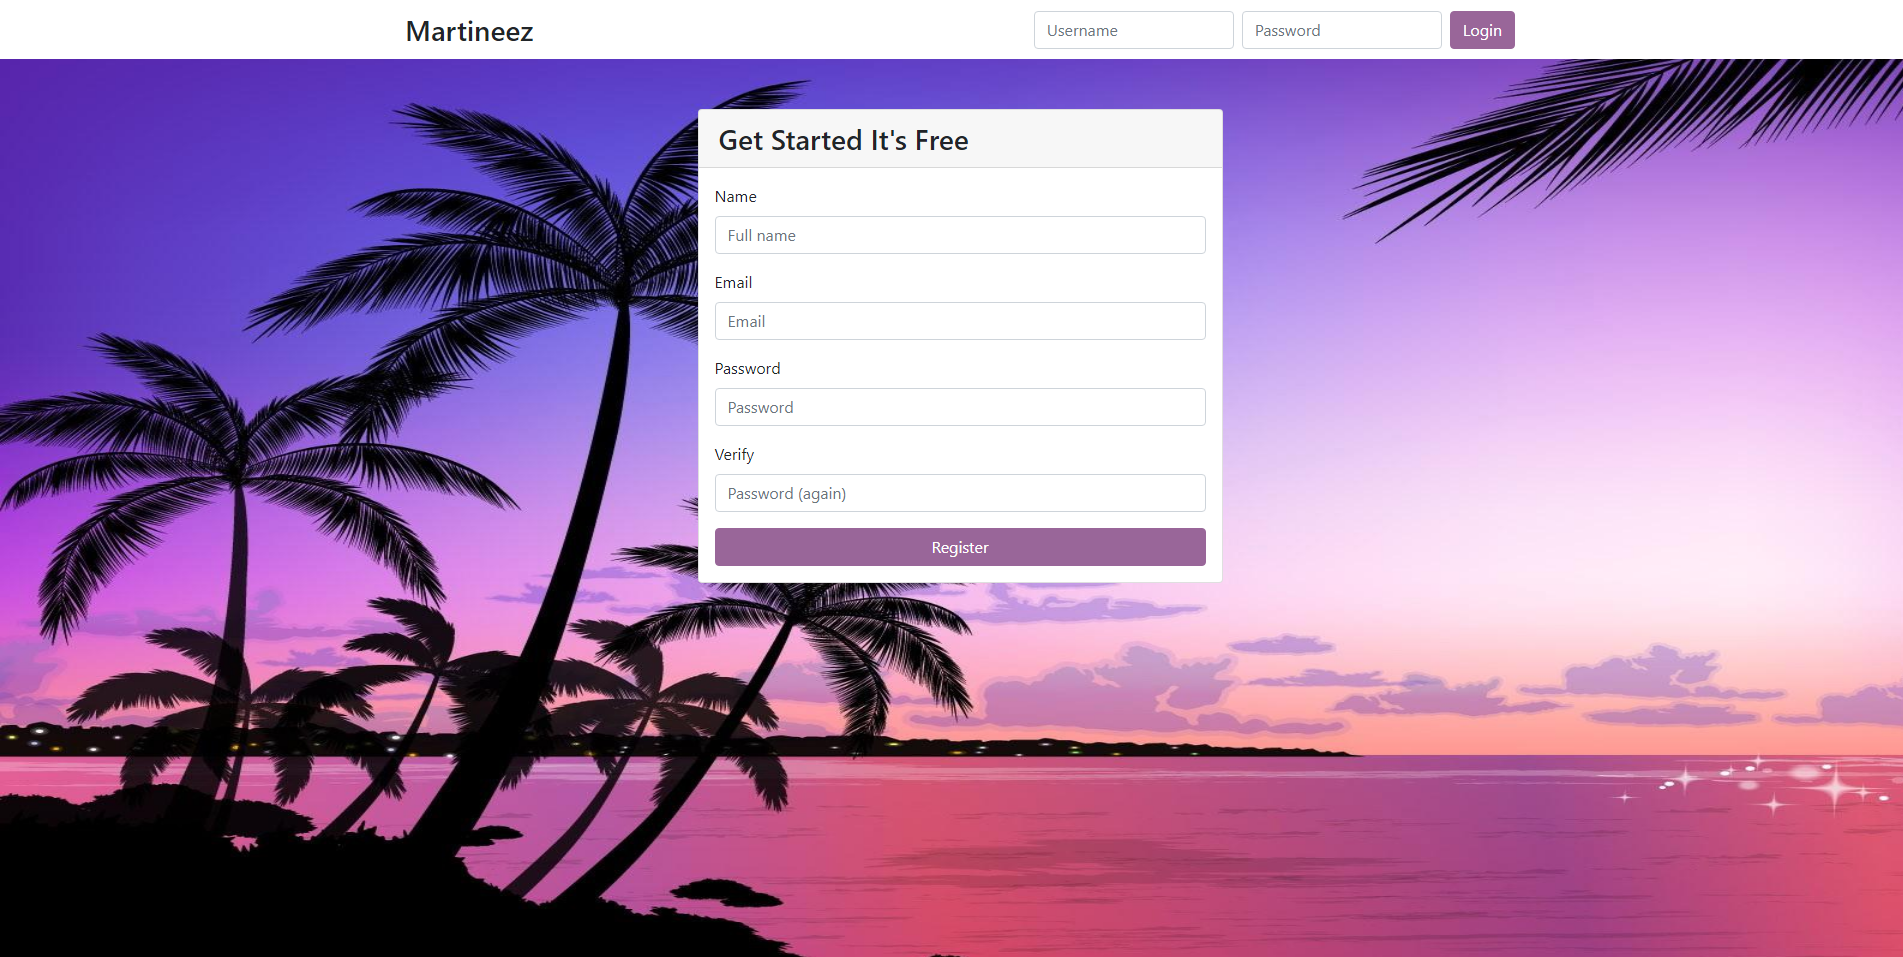 Martineez
Username Password Login
Get Started It's Free
Name
Full name
Email
Email
Password
Password
Verify
Password (again)
Register